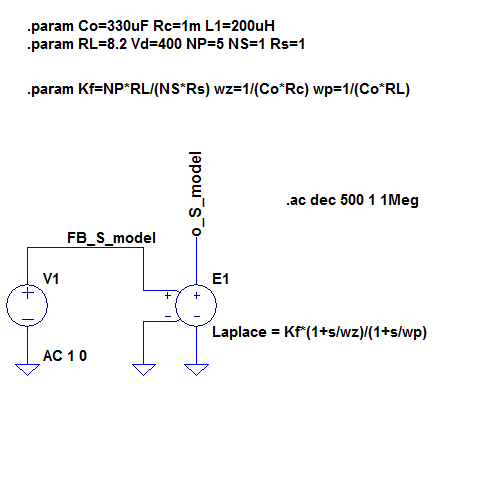 .param Co=330uF Rc=1m L1=200uH
.param RL=8.2 Vd=400 NP=5 NS=1 Rs=1
.param Kf=NP*RL/(NS*Rs) wz=1/(Co*Rc) wp=1/(Co*RL)
o_S_model
.ac dec 500 1 1Meg
FB_S_model
V1
E1
Laplace = Kf*(1+s/wz)/(1+s/wp)
AC 1 0